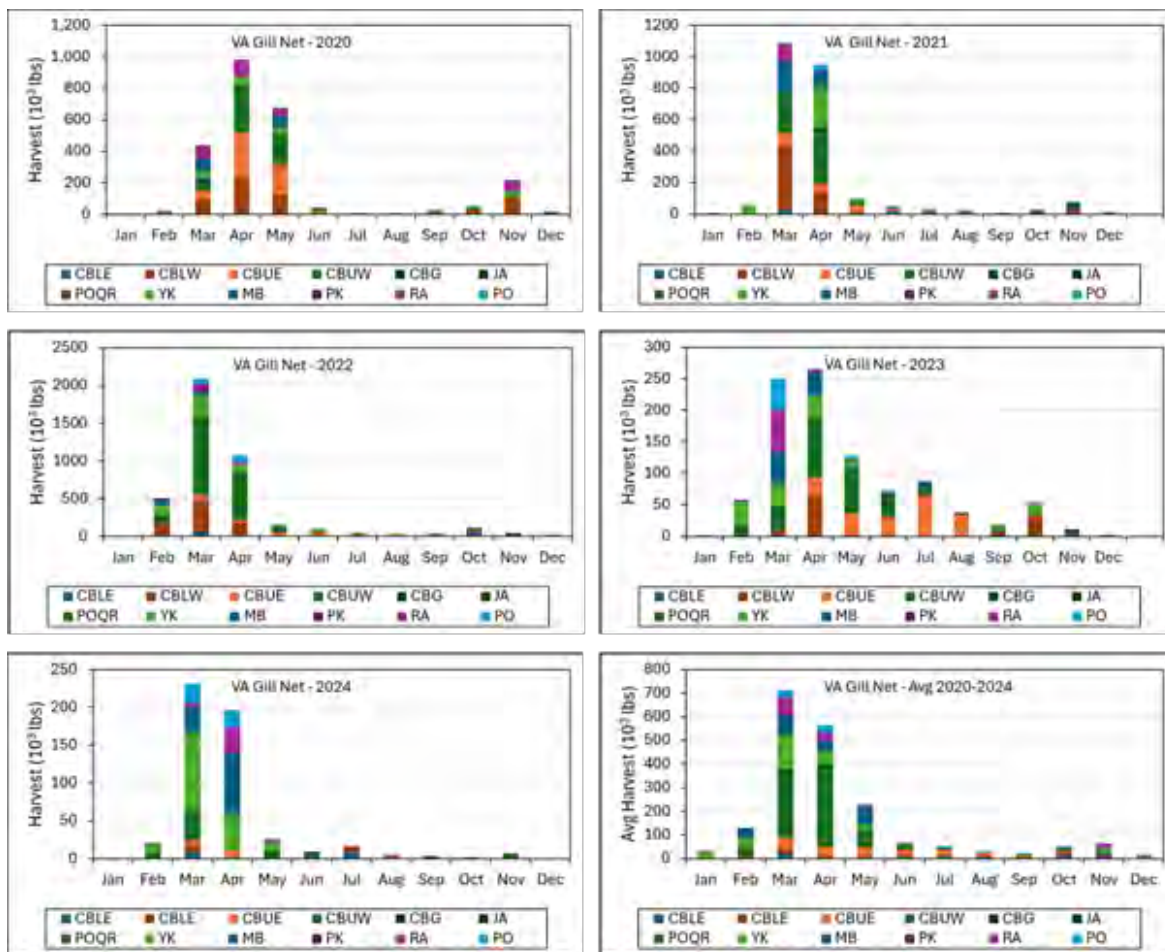 VA Gill Net - 2020
Harvest (10³ lbs)
1,200
1,000
800
600
400
200
0
Jan Feb Mar Apr May Jun Jul Aug Sep Oct Nov Dec
CBLE CBLW CBUE CBUW CBG JA
POQR YK MB PK RA PO
VA Gill Net - 2021
Harvest (10³ lbs)
1200
1000
800
600
400
200
0
Jan Feb Mar Apr May Jun Jul Aug Sep Oct Nov Dec
CBLE CBLW CBUE CBUW CBG JA
POQR YK MB PK RA PO
VA Gill Net - 2022
Harvest (10³ lbs)
2500
2000
1500
1000
500
0
Jan Feb Mar Apr May Jun Jul Aug Sep Oct Nov Dec
CBLE CBLW CBUE CBUW CBG JA
POQR YK MB PK RA PO
VA Gill Net - 2023
Harvest (10³ lbs)
300
250
200
150
100
50
0
Jan Feb Mar Apr May Jun Jul Aug Sep Oct Nov Dec
CBLE CBLW CBUE CBUW CBG JA
POQR YK MB PK RA PO
VA Gill Net - 2024
Harvest (10³ lbs)
250
200
150
100
50
0
Jan Feb Mar Apr May Jun Jul Aug Sep Oct Nov Dec
CBLE CBLE CBUE CBUW CBG JA
POQR YK MB PK RA PO
VA Gill Net - Avg 2020-2024
Avg Harvest (10³ lbs)
800
700
600
500
400
300
200
100
0
Jan Feb Mar Apr May Jun Jul Aug Sep Oct Nov Dec
CBLE CBLE CBUE CBUW CBG JA
POQR YK MB PK RA PO